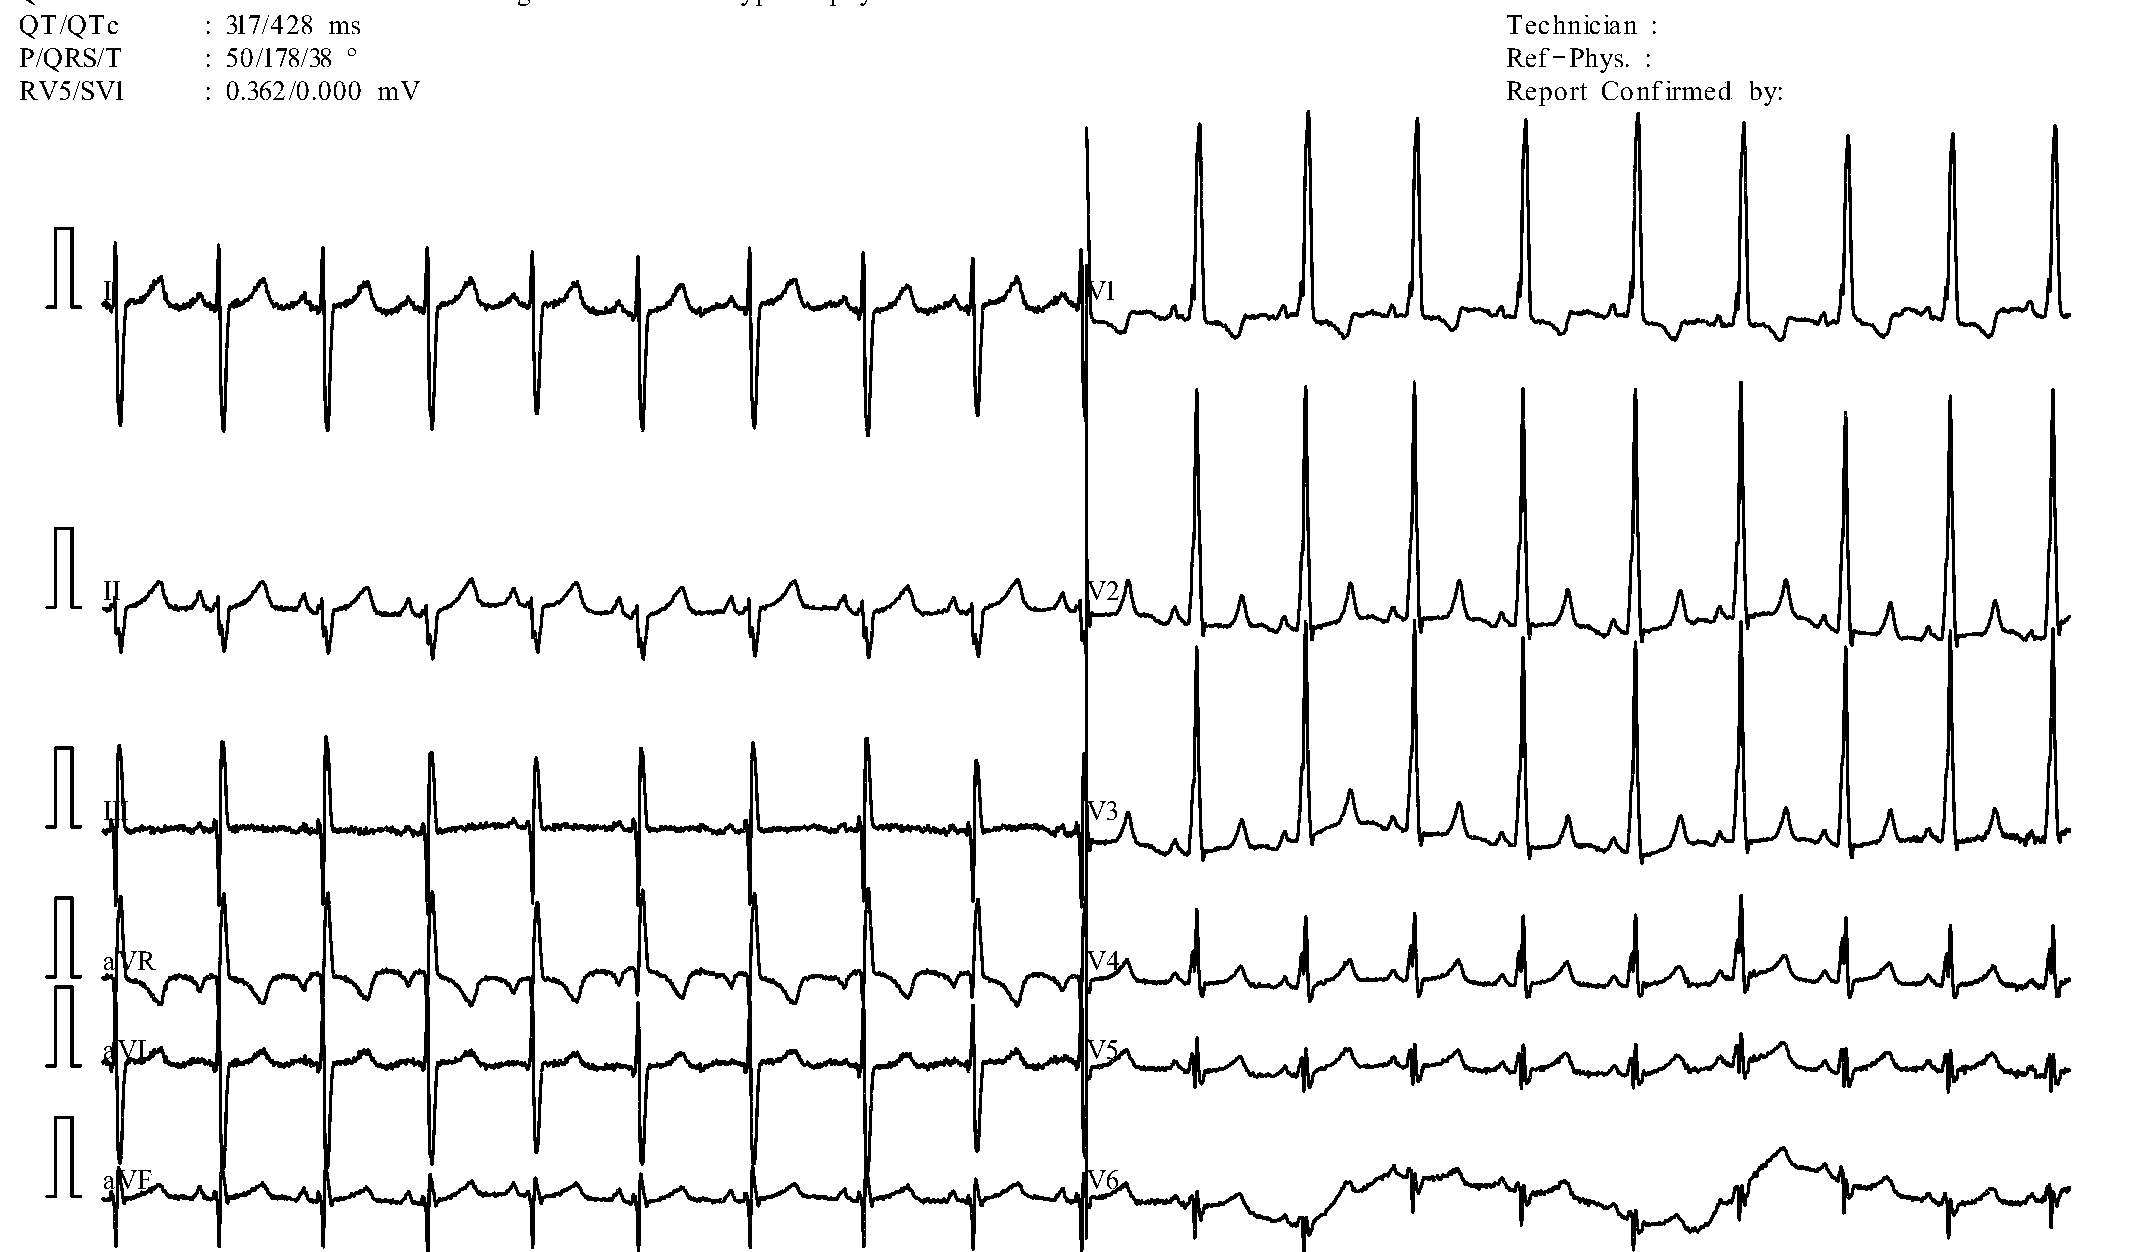 QT/QTc : 317/428 ms
P/QRS/T : 50/178/38 °
RV5/SV1 : 0.362/0.000 mV
Technician :
Ref-Phys. :
Report Confirmed by:
I
V1
II
V2
III
V3
aVR
V4
aVL
V5
aVF
V6